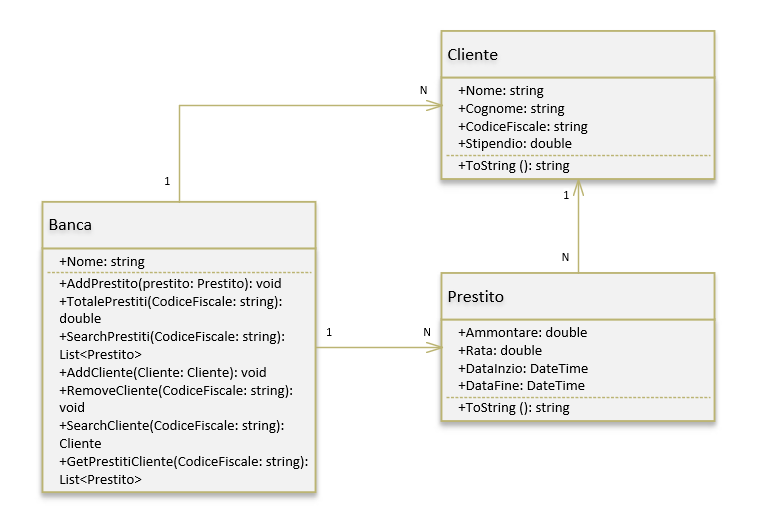 Cliente
+Nome: string
+Cognome: string
+CodiceFiscale: string
+Stipendio: double
+ToString (): string
N
1
1
N
Banca
+Nome: string
+AddPrestito(prestito: Prestito): void
+TotalePrestiti(CodiceFiscale: string):
double
+SearchPrestiti(CodiceFiscale: string):
List<Prestito>
+AddCliente(Cliente: Cliente): void
+RemoveCliente(CodiceFiscale: string):
void
+SearchCliente(CodiceFiscale: string):
Cliente
+GetPrestitiCliente(CodiceFiscale: string):
List<Prestito>
1
N
Prestito
+Ammontare: double
+Rata: double
+DataInzio: DateTime
+DataFine: DateTime
+ToString (): string